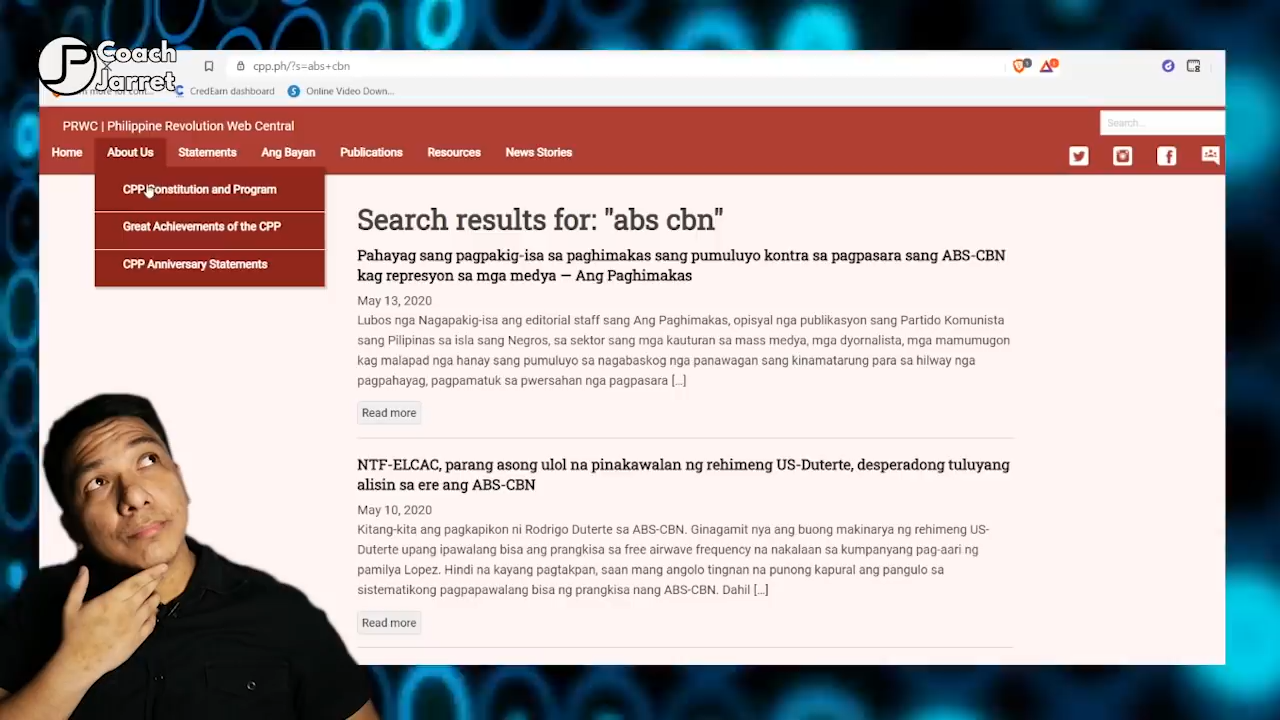 Coach
Jarret
JP
cpp.ph/?s=abs+cbn
CredEarn dashboard
Online Video Down...
PRWC | Philippine Revolution Web Central
Search...
Home About Us Statements Ang Bayan Publications Resources News Stories
CPP Constitution and Program
Great Achievements of the CPP
CPP Anniversary Statements
Search results for: "abs cbn"
Pahayag sang pagpakig-isa sa paghimakas sang pumuluyo kontra sa pagpasara sang ABS-CBN
kag represyon sa mga medya — Ang Paghimakas
May 13, 2020
Lubos nga Nagapakig-isa ang editorial staff sang Ang Paghimakas, opisyal nga publikasyon sang Partido Komunista
sang Pilipinas sa isla sang Negros, sa sektor sang mga kauturan sa mass media, mga dyornalista, mga mamumugon
kag malapad nga hanay sang pumuluyo sa nagabaskog nga panawagan sang kinamatarung para sa hilway nga
pagpahayag, pagpamatuk sa pwersahan nga pagpasara [...]
Read more
NTF-ELCAC, parang asong ulol na pinakawalan ng rehimeng US-Duterte, desperadong tuluyang
alisin sa ere ang ABS-CBN
May 10, 2020
Kitang-kita ang pagkapikon ni Rodrigo Duterte sa ABS-CBN. Ginagamit nya ang buong makinarya ng rehimeng US-
Duterte upang ipawalang bisa ang prangkisa sa free airwave frequency na nakalaan sa kumpanyang pag-aari ng
pamilya Lopez. Hindi na kayang pagtakpan, saan mang angolo tingnan na punong kapural ang pangulo sa
sistematikong pagpapawalang bisa ng prangkisa nang ABS-CBN. Dahil [...]
Read more